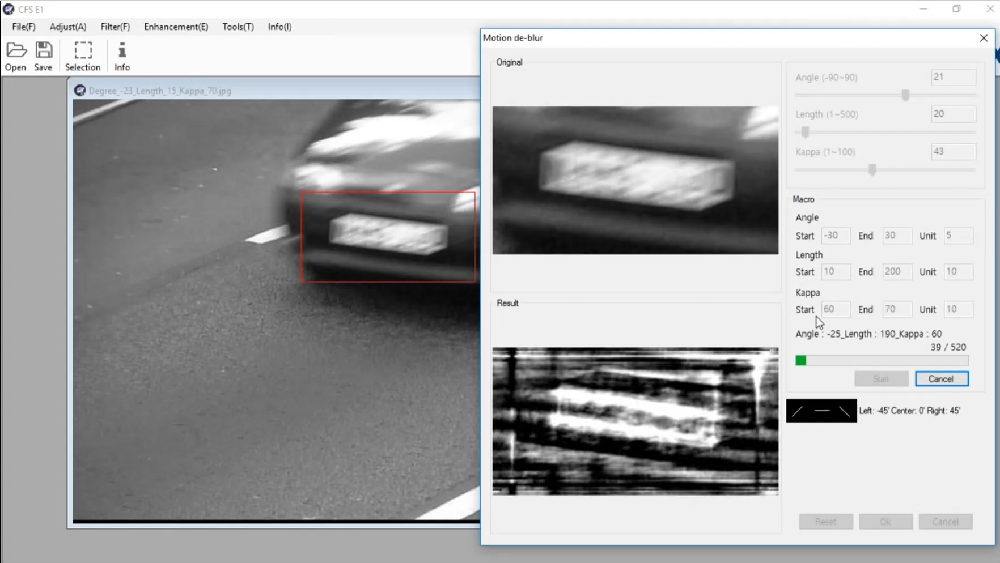 CFS E1
File(F) Adjust(A) Filter(F) Enhancement(E) Tools(T) Info(I)
Open Save Selection Info
Degree_-23_Length_15_Kappa_70.jpg
Motion de-blur
Original
Angle (-90~90) 21
Length (1~500) 20
Kappa (1~100) 43
Macro
Angle
Start -30 End 30 Unit 5
Length
Start 10 End 200 Unit 10
Kappa
Start 60 End 70 Unit 10
Angle : -25_Length : 190_Kappa : 60
39 / 520
Start Cancel
Result
Left: -45' Center: 0' Right: 45'
Reset Ok Cancel